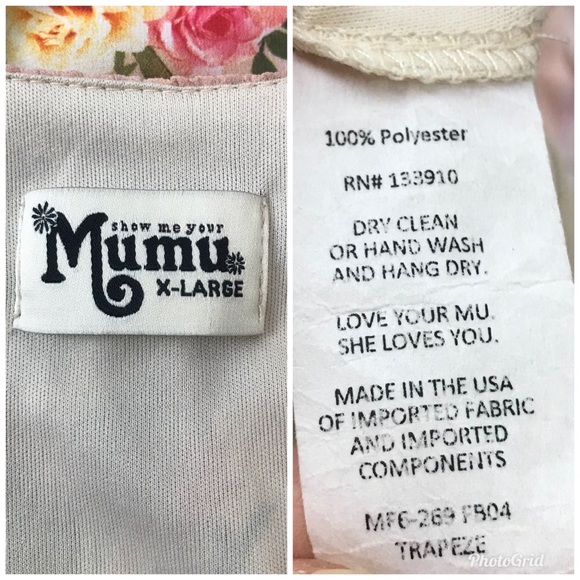 show me your
Mumu
X-LARGE
100% Polyester
RN# 133910
DRY CLEAN
OR HAND WASH
AND HANG DRY.
LOVE YOUR MU.
SHE LOVES YOU.
MADE IN THE USA
OF IMPORTED FABRIC
AND IMPORTED
COMPONENTS
MF6-269 FB04
TRAPEZE
PhotoGrid